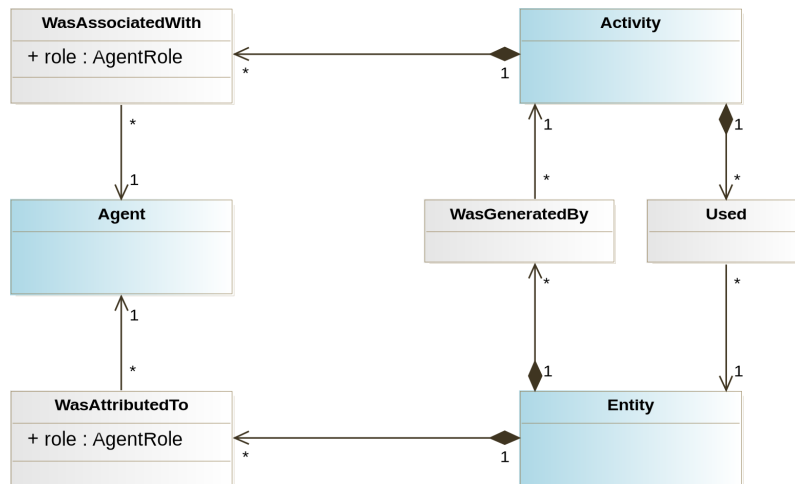 WasAssociatedWith
+ role : AgentRole
Activity
*
1
*
1
1
*
1
*
Agent
WasGeneratedBy
Used
1
*
*
*
1
1
WasAttributedTo
+ role : AgentRole
Entity
*
1